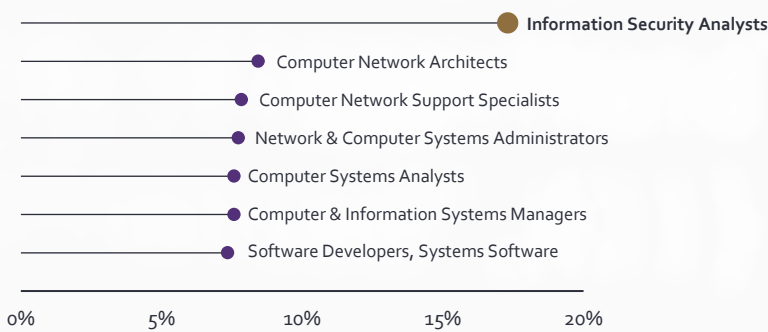 Information Security Analysts
Computer Network Architects
Computer Network Support Specialists
Network & Computer Systems Administrators
Computer Systems Analysts
Computer & Information Systems Managers
Software Developers, Systems Software
0% 5% 10% 15% 20%